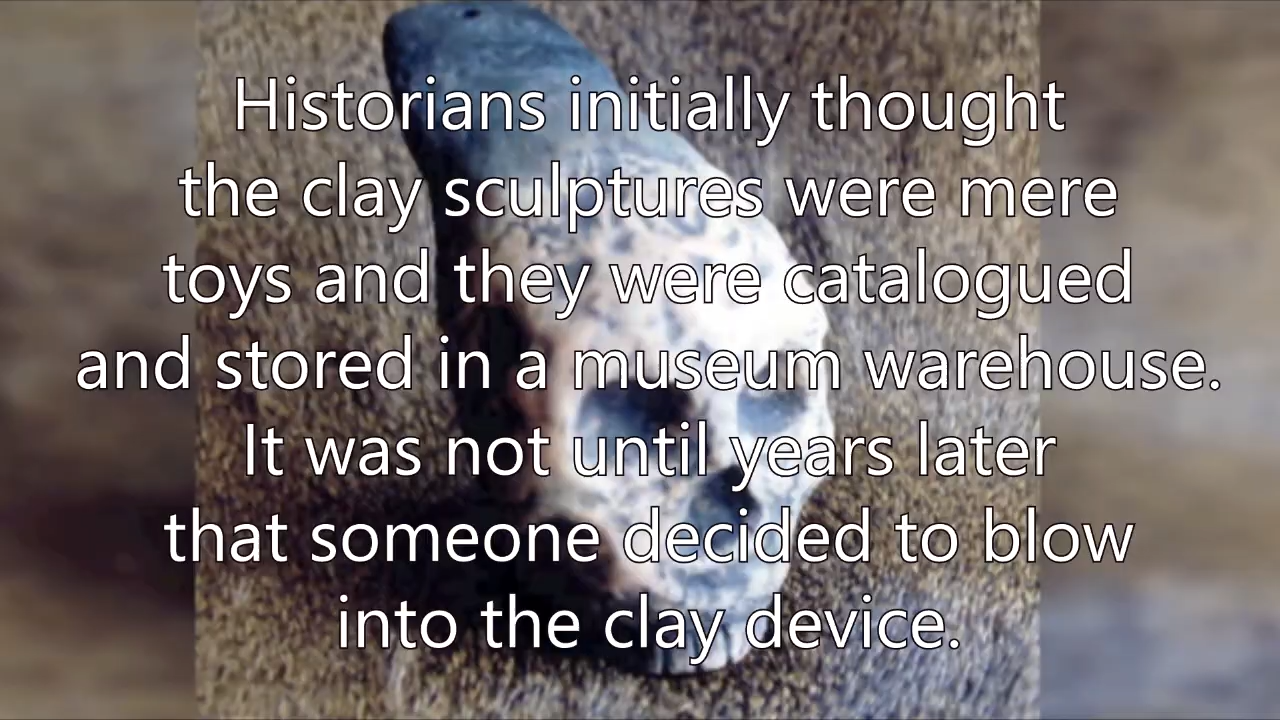 Historians initially thought
the clay sculptures were mere
toys and they were catalogued
and stored in a museum warehouse.
It was not until years later
that someone decided to blow
into the clay device.